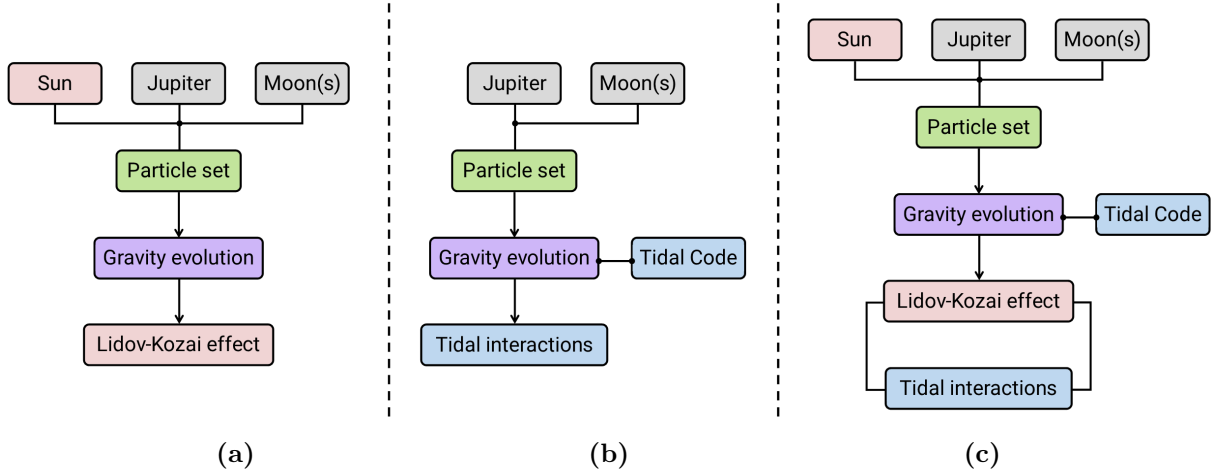 Sun
Jupiter
Moon(s)
Particle set
Gravity evolution
Lidov-Kozai effect
(a)
Jupiter
Moon(s)
Particle set
Gravity evolution
Tidal Code
Tidal interactions
(b)
Sun
Jupiter
Moon(s)
Particle set
Gravity evolution
Tidal Code
Lidov-Kozai effect
Tidal interactions
(c)